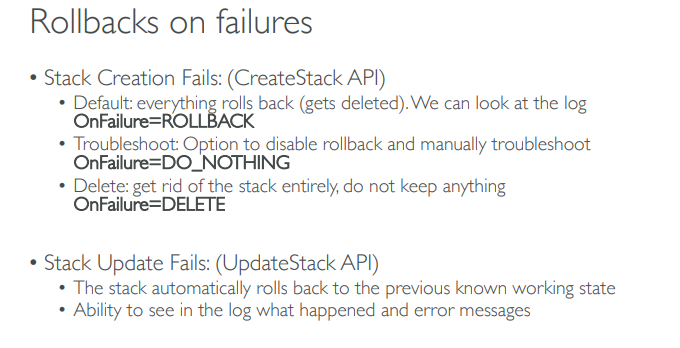 Rollbacks on failures
• Stack Creation Fails: (CreateStack API)
• Default: everything rolls back (gets deleted). We can look at the log
OnFailure=ROLLBACK
• Troubleshoot: Option to disable rollback and manually troubleshoot
OnFailure=DO_NOTHING
• Delete: get rid of the stack entirely, do not keep anything
OnFailure=DELETE
• Stack Update Fails: (UpdateStack API)
• The stack automatically rolls back to the previous known working state
• Ability to see in the log what happened and error messages